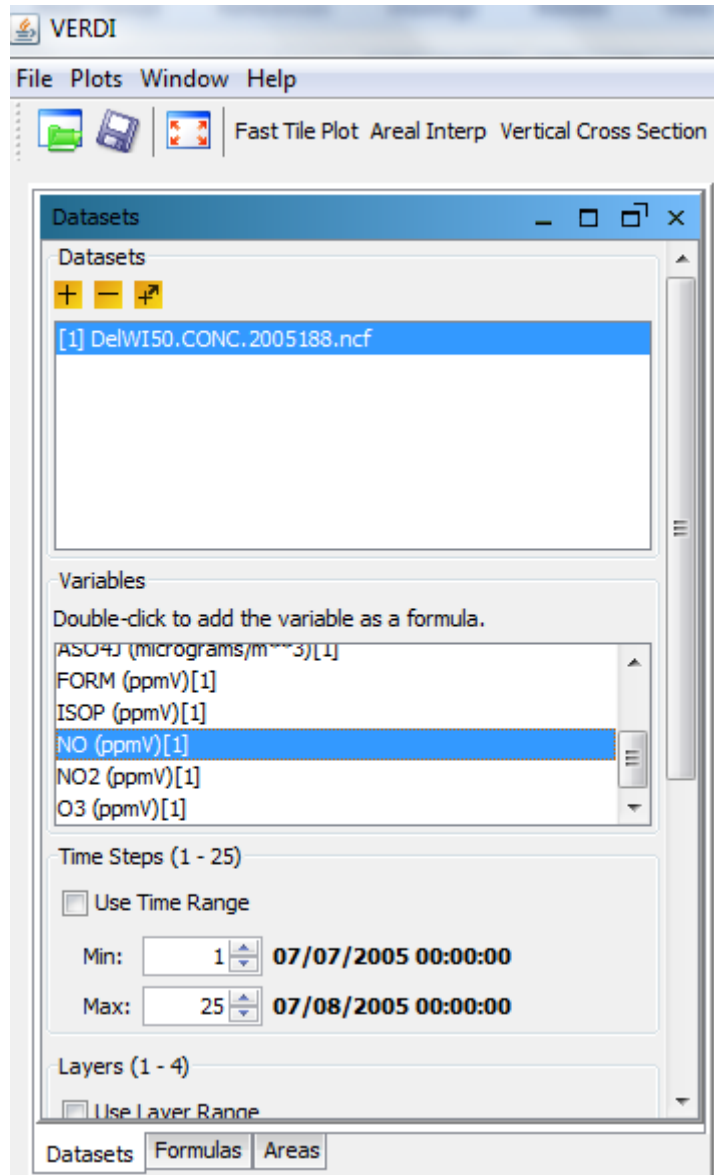 VERDI
File Plots Window Help
Fast Tile Plot Areal Interp Vertical Cross Section
Datasets
Datasets
[1] DelWI50.CONC.2005188.ncf
Variables
Double-click to add the variable as a formula.
ASO4J (micrograms/m**3)[1]
FORM (ppmV)[1]
ISOP (ppmV)[1]
NO (ppmV)[1]
NO2 (ppmV)[1]
O3 (ppmV)[1]
Time Steps (1 - 25)
Use Time Range
Min: 1 07/07/2005 00:00:00
Max: 25 07/08/2005 00:00:00
Layers (1 - 4)
Use Layer Range
Datasets Formulas Areas